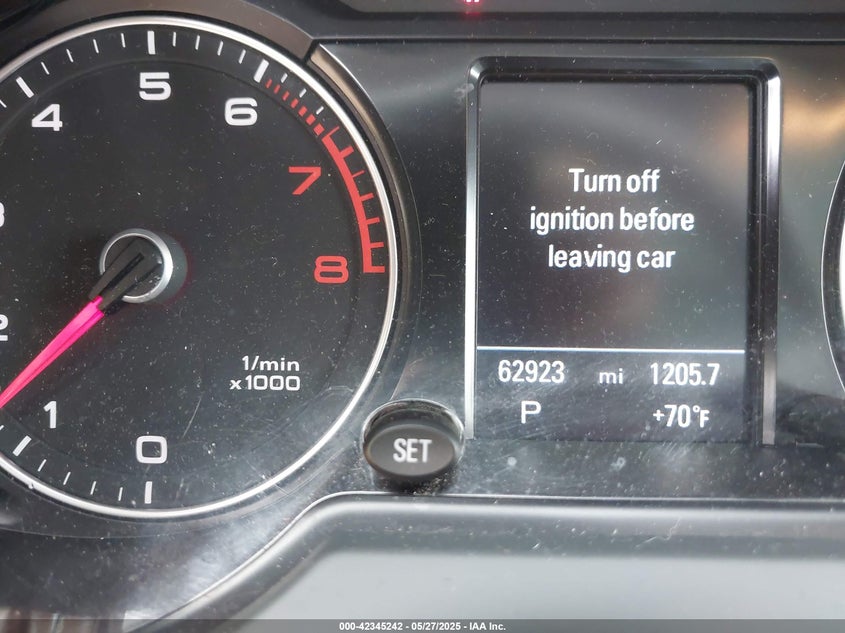 5
4
6
7
8
2
1
0
1/min
x1000
SET
Turn off
ignition before
leaving car
62923 mi 1205.7
P +70°F
000-42345242 - 05/27/2025 - IAA Inc.